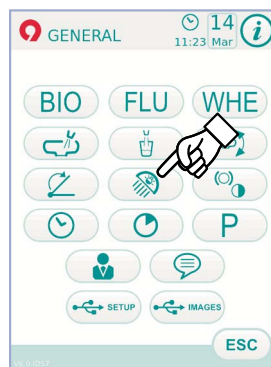 GENERAL
14
11:23 Mar
i
BIO FLU WHE
P
SETUP IMAGES
ESC